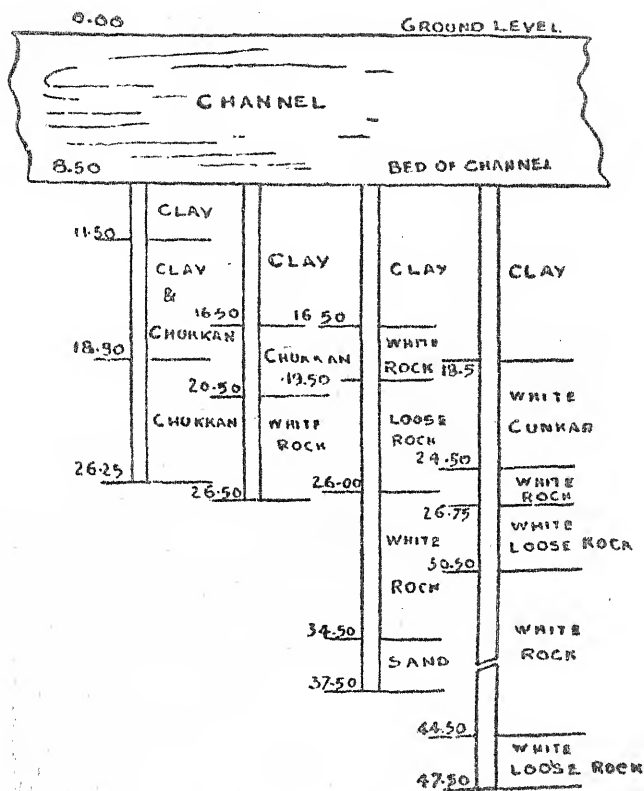 0.00
GROUND LEVEL
CHANNEL
8.50
BED OF CHANNEL
CLAY
11.50
CLAY
&
CHUKKAN
18.90
CHUKKAN
26.25
CLAY
16.50
CHUKKAN
20.50
WHITE
ROCK
26.50
CLAY
16 50
WHITE
ROCK
19.50
LOOSE
ROCK
26.00
WHITE
ROCK
34.50
SAND
37.50
CLAY
18.5
WHITE
CUNKAR
24.50
WHITE
ROCK
26.75
WHITE
LOOSE ROCK
30.50
WHITE
ROCK
44.50
WHITE
LOOSE ROCK
47.50